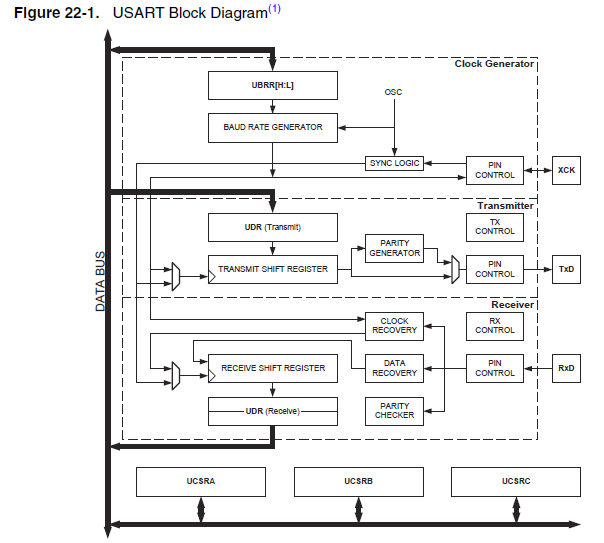 Figure 22-1. USART Block Diagram(1)
Clock Generator
UBRR[H:L]
OSC
BAUD RATE GENERATOR
SYNC LOGIC
PIN
CONTROL
XCK
Transmitter
TX
CONTROL
UDR (Transmit)
PARITY
GENERATOR
TRANSMIT SHIFT REGISTER
PIN
CONTROL
TxD
DATA BUS
Receiver
CLOCK
RECOVERY
RX
CONTROL
RECEIVE SHIFT REGISTER
DATA
RECOVERY
PIN
CONTROL
RxD
UDR (Receive)
PARITY
CHECKER
UCSRA
UCSRB
UCSRC